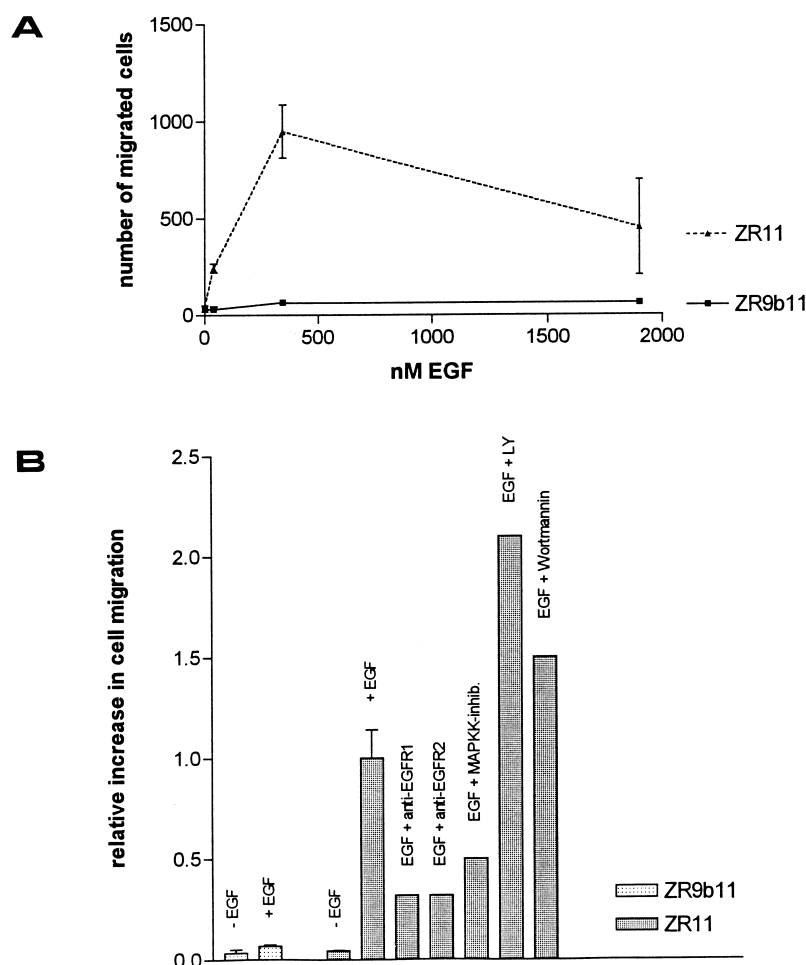 A
1500
1000
500
0
number of migrated cells
0 500 1000 1500 2000
nM EGF
ZR11
ZR9b11
B
2.5
2.0
1.5
1.0
0.5
0.0
relative increase in cell migration
- EGF
+ EGF
- EGF
+ EGF
EGF + anti-EGFR1
EGF + anti-EGFR2
EGF + MAPKK-inhib.
EGF + LY
EGF + Wortmannin
ZR9b11
ZR11